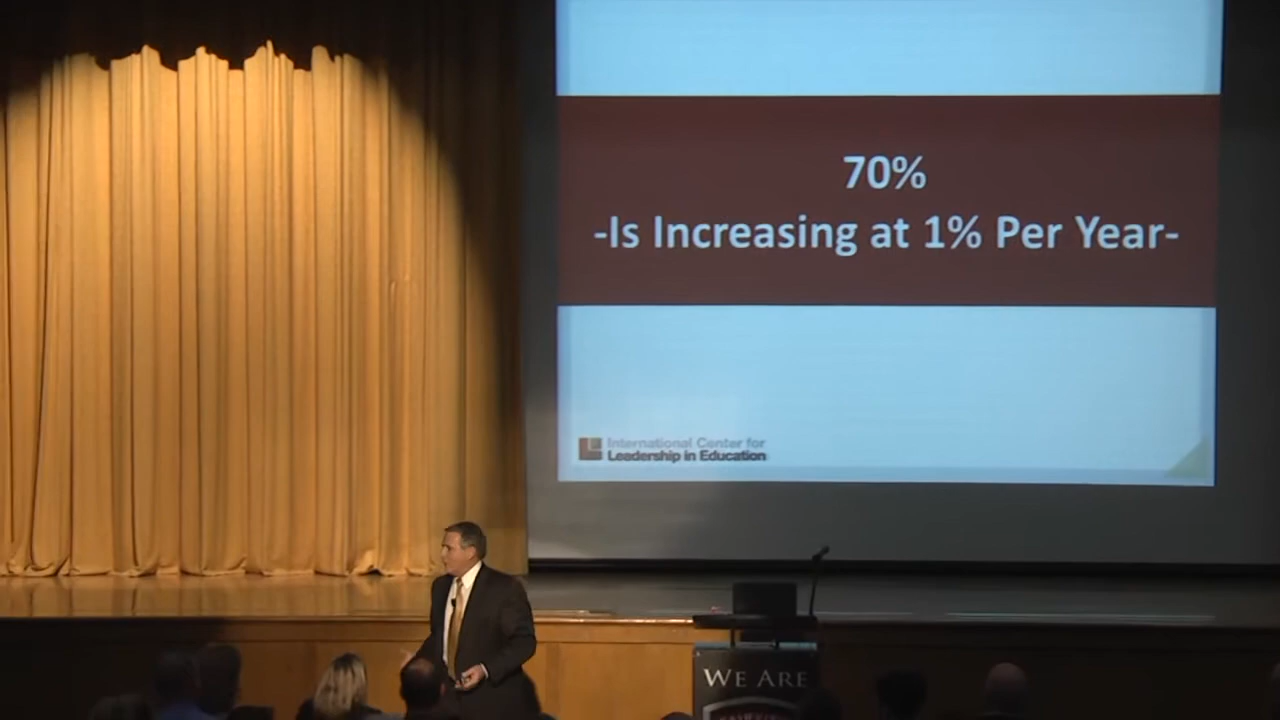 70%
-Is Increasing at 1% Per Year-
International Center for
Leadership in Education
WE ARE